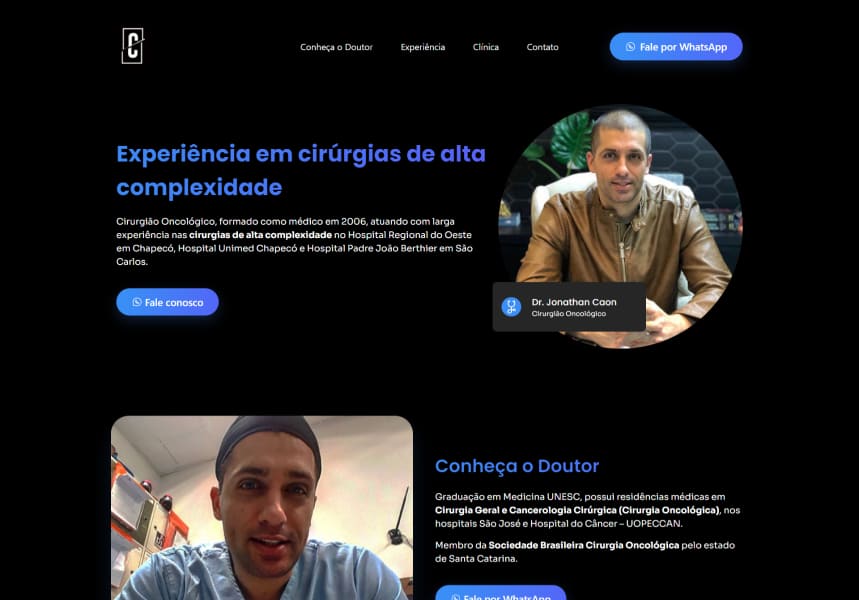 C
Conheça o Doutor
Experiência
Clínica
Contato
Fale por WhatsApp
Experiência em cirúrgias de alta
complexidade
Cirurgião Oncológico, formado como médico em 2006, atuando com larga
experiência nas cirurgias de alta complexidade no Hospital Regional do Oeste
em Chapecó, Hospital Unimed Chapecó e Hospital Padre João Berthier em São
Carlos.
Fale conosco
Dr. Jonathan Caon
Cirurgião Oncológico
Conheça o Doutor
Graduação em Medicina UNESC, possui residências médicas em
Cirurgia Geral e Cancerologia Cirúrgica (Cirurgia Oncológica), nos
hospitais São José e Hospital do Câncer – UOPECCAN.
Membro da Sociedade Brasileira Cirurgia Oncológica pelo estado
de Santa Catarina.
Fale por WhatsApp